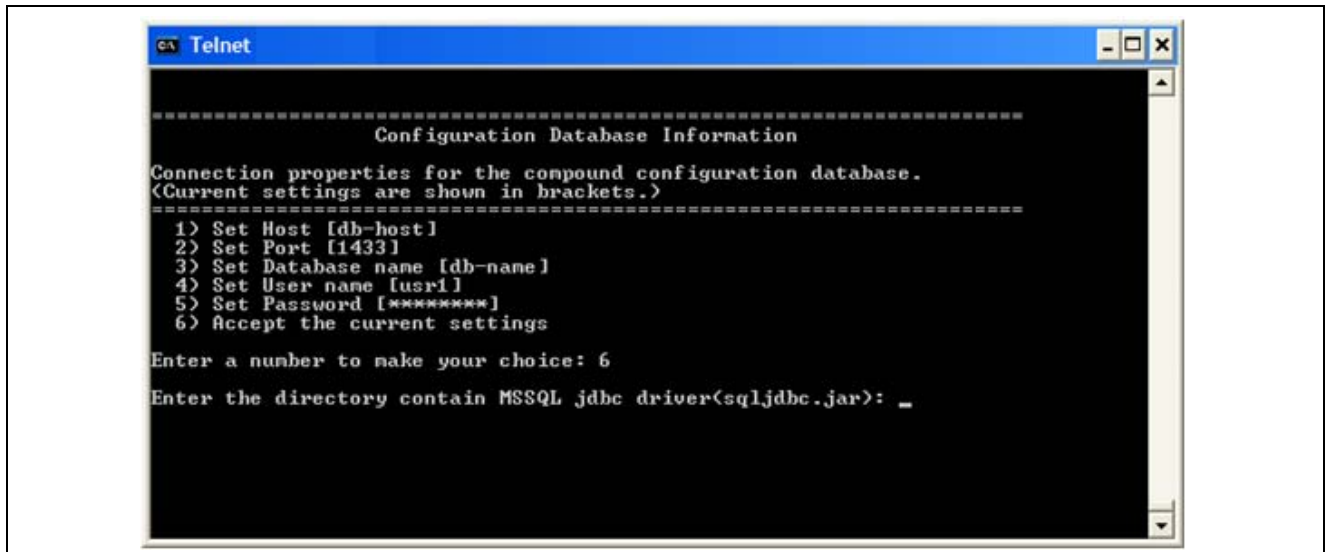 Telnet
======================================================================
Configuration Database Information
Connection properties for the compound configuration database.
(Current settings are shown in brackets.)
======================================================================
1) Set Host [db-host]
2) Set Port [1433]
3) Set Database name [db-name]
4) Set User name [usr1]
5) Set Password [********]
6) Accept the current settings
Enter a number to make your choice: 6
Enter the directory contain MSSQL jdbc driver(sqljdbc.jar): _